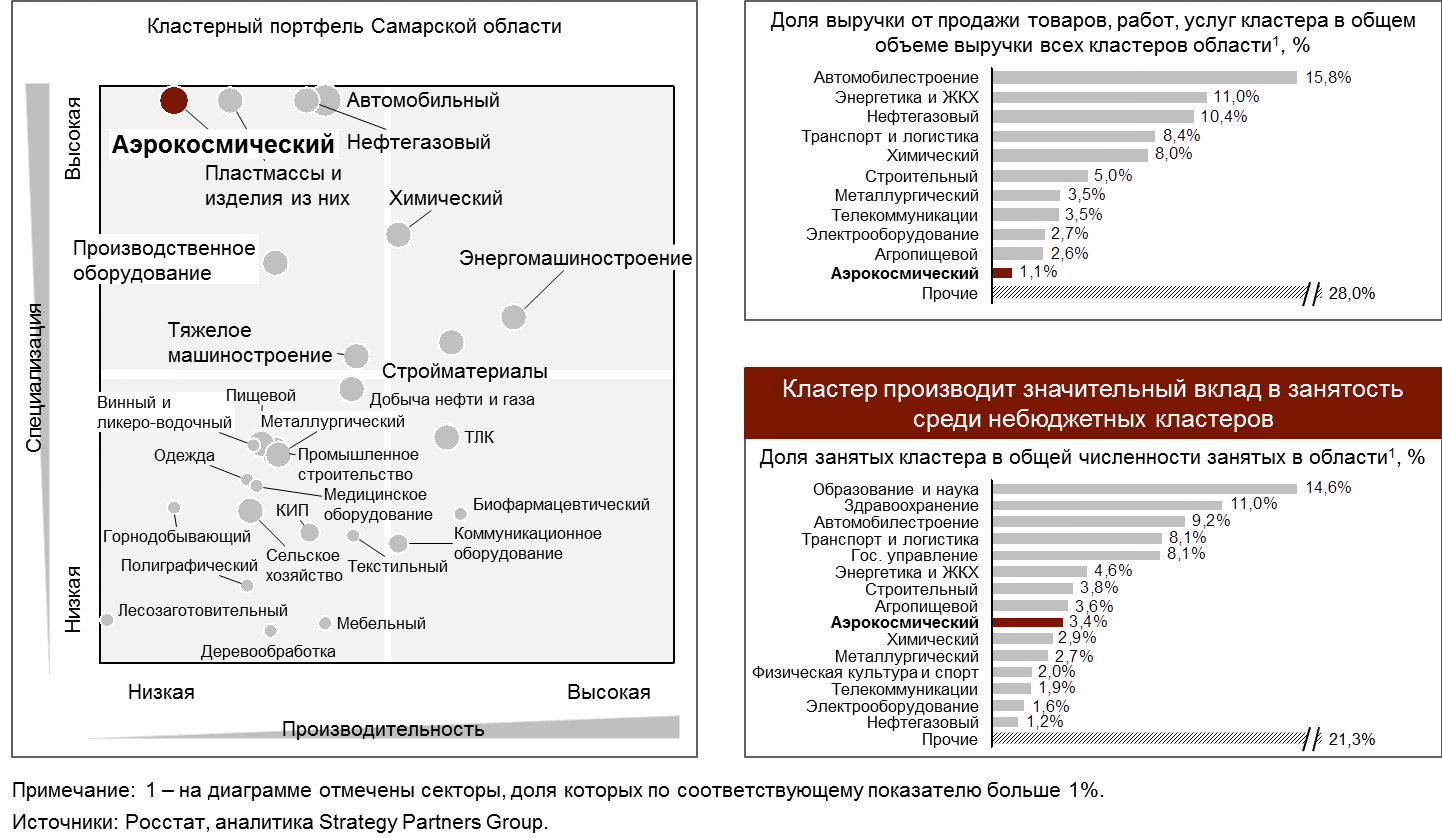 Кластерный портфель Самарской области
Высокая
Специализация
Низкая
Автомобильный
Аэрокосмический
Нефтегазовый
Пластмассы и
изделия из них
Химический
Производственное
оборудование
Энергомашиностроение
Тяжелое
машиностроение
Стройматериалы
Добыча нефти и газа
Пищевой
Винный и
ликеро-водочный
Металлургический
ТЛК
Одежда
Промышленное
строительство
Медицинское
оборудование
Биофармацевтический
КИП
Горнодобывающий
Коммуникационное
оборудование
Сельское
хозяйство
Текстильный
Полиграфический
Лесозаготовительный
Мебельный
Деревообработка
Низкая
Высокая
Производительность
Доля выручки от продажи товаров, работ, услуг кластера в общем
объеме выручки всех кластеров области¹, %
Автомобилестроение 15,8%
Энергетика и ЖКХ 11,0%
Нефтегазовый 10,4%
Транспорт и логистика 8,4%
Химический 8,0%
Строительный 5,0%
Металлургический 3,5%
Телекоммуникации 3,5%
Электрооборудование 2,7%
Агропищевой 2,6%
Аэрокосмический 1,1%
Прочие 28,0%
Кластер производит значительный вклад в занятость
среди небюджетных кластеров
Доля занятых кластера в общей численности занятых в области¹, %
Образование и наука 14,6%
Здравоохранение 11,0%
Автомобилестроение 9,2%
Транспорт и логистика 8,1%
Гос. управление 8,1%
Энергетика и ЖКХ 4,6%
Строительный 3,8%
Агропищевой 3,6%
Аэрокосмический 3,4%
Химический 2,9%
Металлургический 2,7%
Физическая культура и спорт 2,0%
Телекоммуникации 1,9%
Электрооборудование 1,6%
Нефтегазовый 1,2%
Прочие 21,3%
Примечание: 1 – на диаграмме отмечены секторы, доля которых по соответствующему показателю больше 1%.
Источники: Росстат, аналитика Strategy Partners Group.